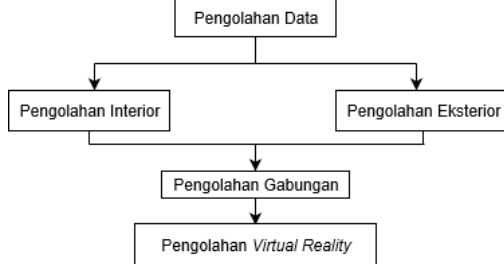 Pengolahan Data
Pengolahan Interior
Pengolahan Eksterior
Pengolahan Gabungan
Pengolahan Virtual Reality